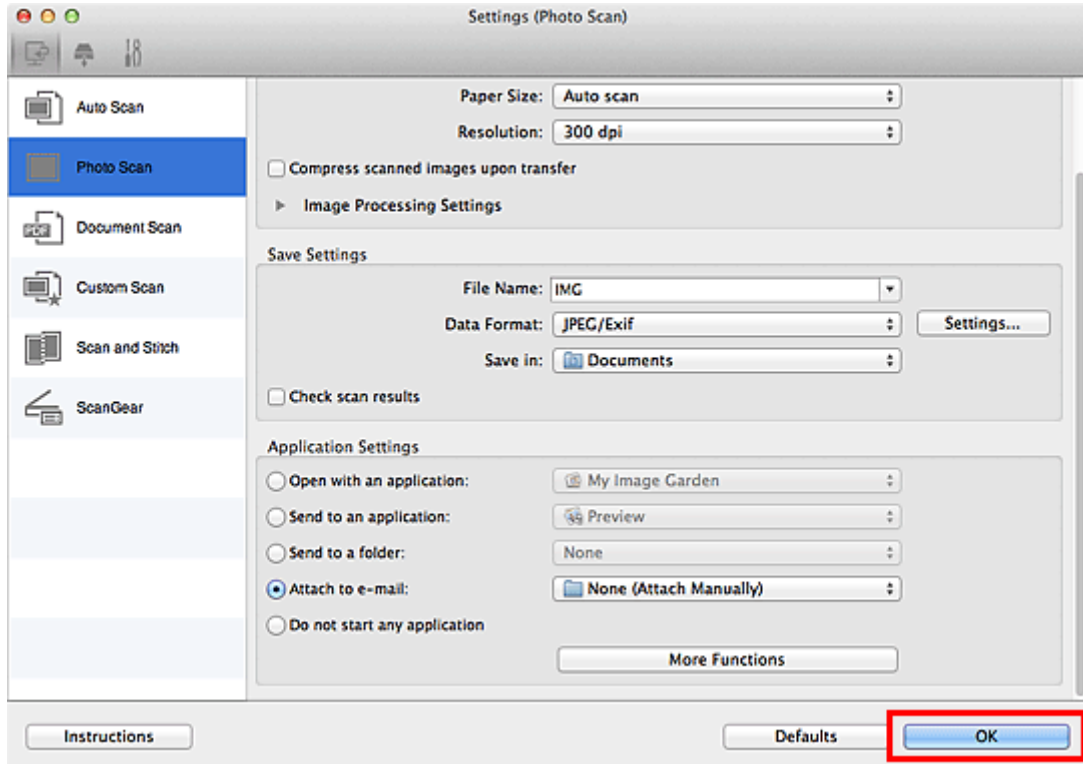 Settings (Photo Scan)
Auto Scan
Photo Scan
PDF
Document Scan
Custom Scan
Scan and Stitch
ScanGear
Paper Size: Auto scan
Resolution: 300 dpi
Compress scanned images upon transfer
Image Processing Settings
Save Settings
File Name: IMG
Data Format: JPEG/Exif Settings...
Save in: Documents
Check scan results
Application Settings
Open with an application: My Image Garden
Send to an application: Preview
Send to a folder: None
Attach to e-mail: None (Attach Manually)
Do not start any application
More Functions
Instructions
Defaults
OK